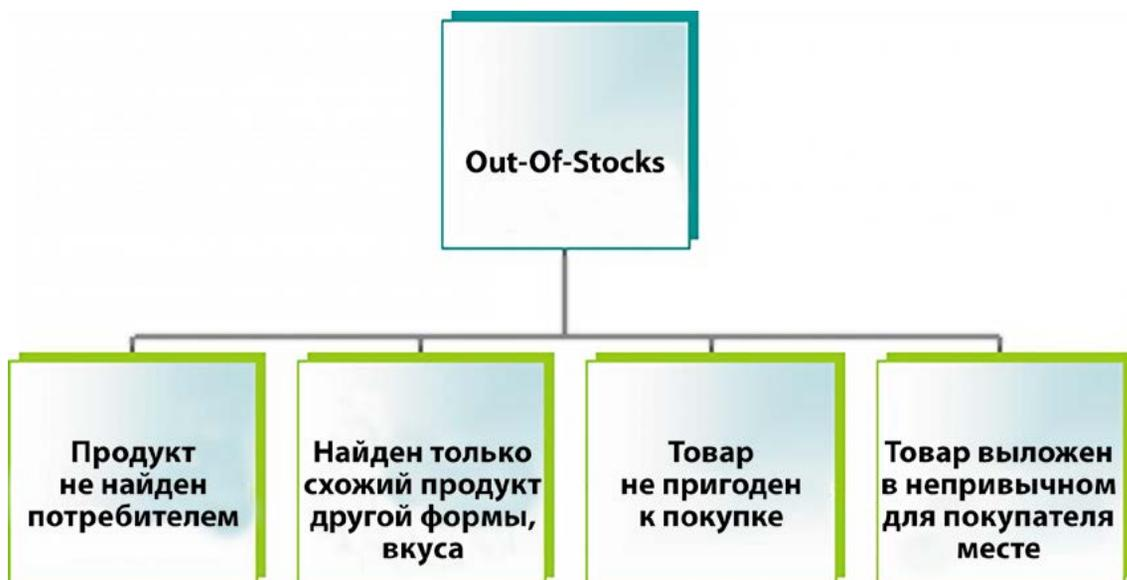 Out-Of-Stocks
Продукт
не найден
потребителем
Найден только
схожий продукт
другой формы,
вкуса
Товар
не пригоден
к покупке
Товар выложен
в непривычном
для покупателя
месте